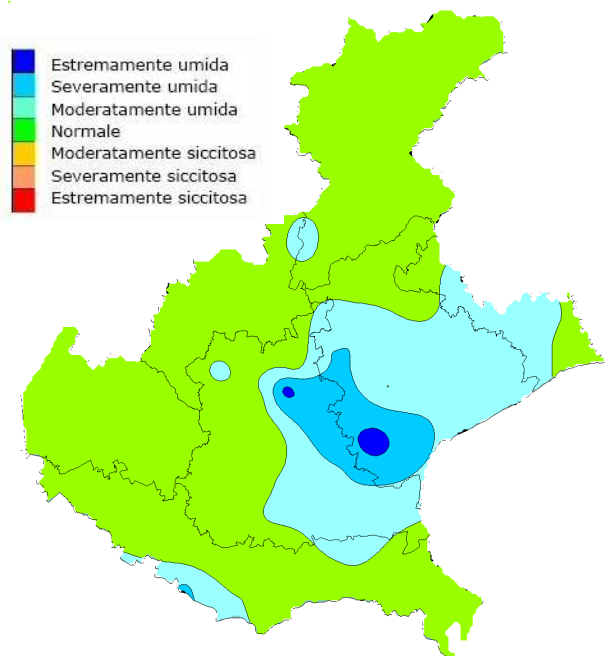 Estremamente umida
Severamente umida
Moderatamente umida
Normale
Moderatamente siccitosa
Severamente siccitosa
Estremamente siccitosa